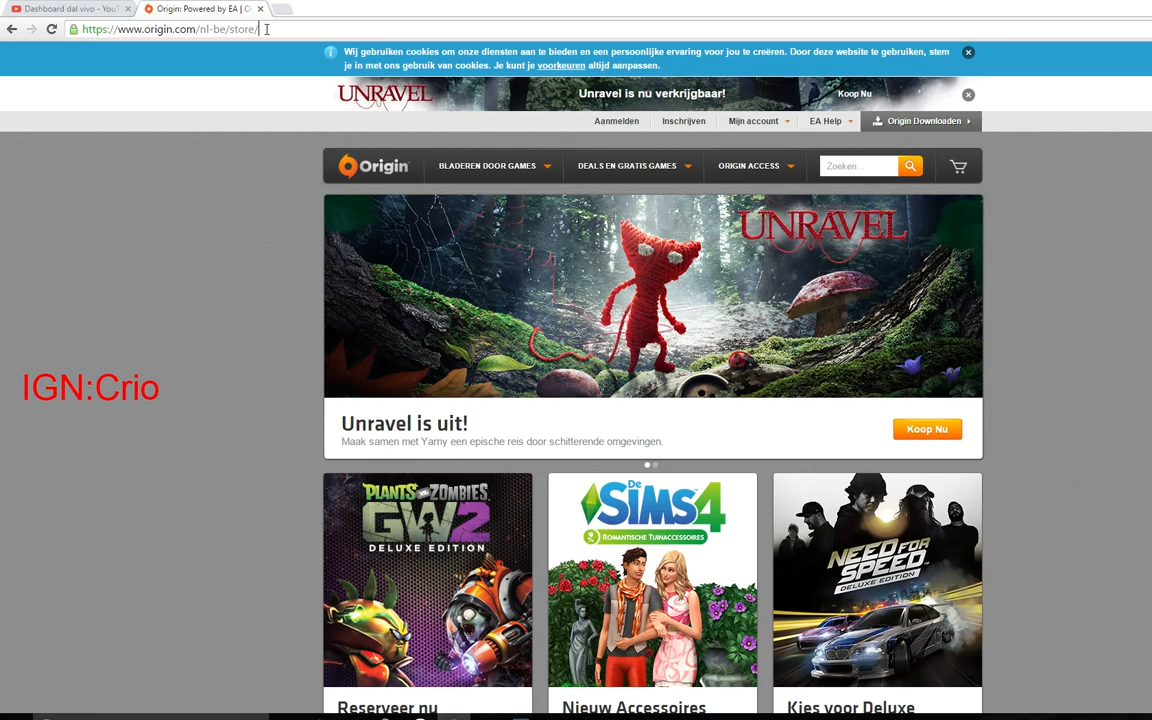 Dashboard dal vivo - YouT
Origin: Powered by EA | O
https://www.origin.com/nl-be/store/
Wij gebruiken cookies om onze diensten aan te bieden en een persoonlijke ervaring voor jou te creëren. Door deze website te gebruiken, stem
je in met ons gebruik van cookies. Je kunt je voorkeuren altijd aanpassen.
UNRAVEL
Unravel is nu verkrijgbaar!
Koop Nu
Aanmelden
Inschrijven
Mijn account
EA Help
Origin Downloaden
Origin
BLADEREN DOOR GAMES
DEALS EN GRATIS GAMES
ORIGIN ACCESS
Zoeken...
UNRAVEL
IGN:Crio
Unravel is uit!
Maak samen met Yarny een epische reis door schitterende omgevingen.
Koop Nu
PLANTS VS. ZOMBIES
GW2
DELUXE EDITION
De
SIMS 4
ROMANTISCHE TUINACCESSOIRES
NEED FOR
SPEED
DELUXE EDITION
Reserveer nu
Nieuw Accessoires
Kies voor Deluxe